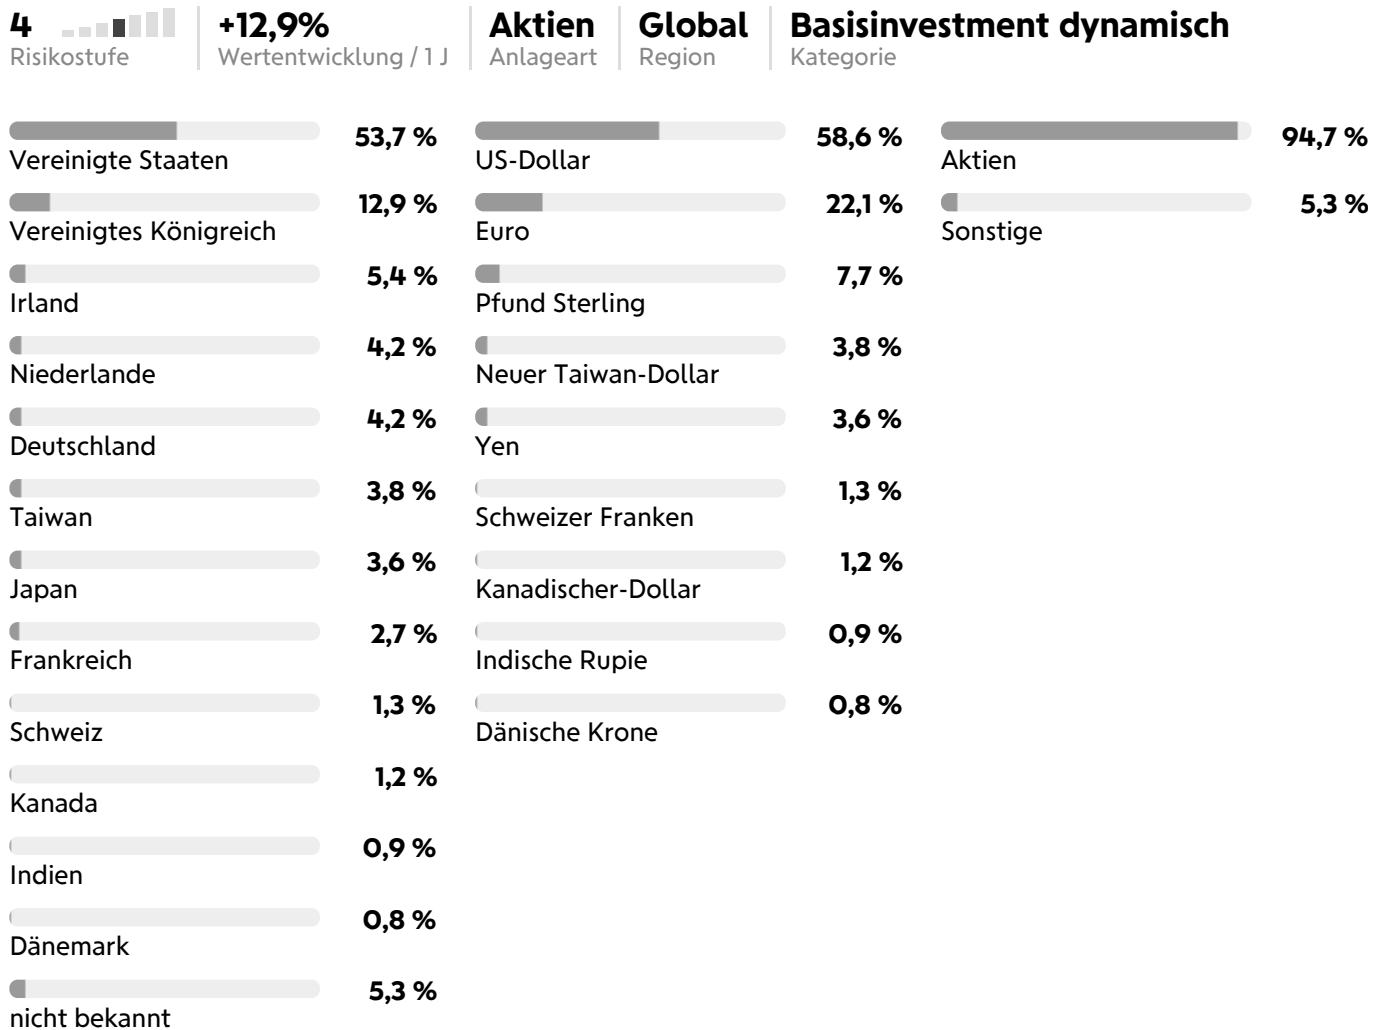 4
Risikostufe
+12,9%
Wertentwicklung / 1 J
Aktien
Anlageart
Global
Region
Basisinvestment dynamisch
Kategorie
53,7 %
Vereinigte Staaten
12,9 %
Vereinigtes Königreich
5,4 %
Irland
4,2 %
Niederlande
4,2 %
Deutschland
3,8 %
Taiwan
3,6 %
Japan
2,7 %
Frankreich
1,3 %
Schweiz
1,2 %
Kanada
0,9 %
Indien
0,8 %
Dänemark
5,3 %
nicht bekannt
58,6 %
US-Dollar
22,1 %
Euro
7,7 %
Pfund Sterling
3,8 %
Neuer Taiwan-Dollar
3,6 %
Yen
1,3 %
Schweizer Franken
1,2 %
Kanadischer-Dollar
0,9 %
Indische Rupie
0,8 %
Dänische Krone
94,7 %
Aktien
5,3 %
Sonstige